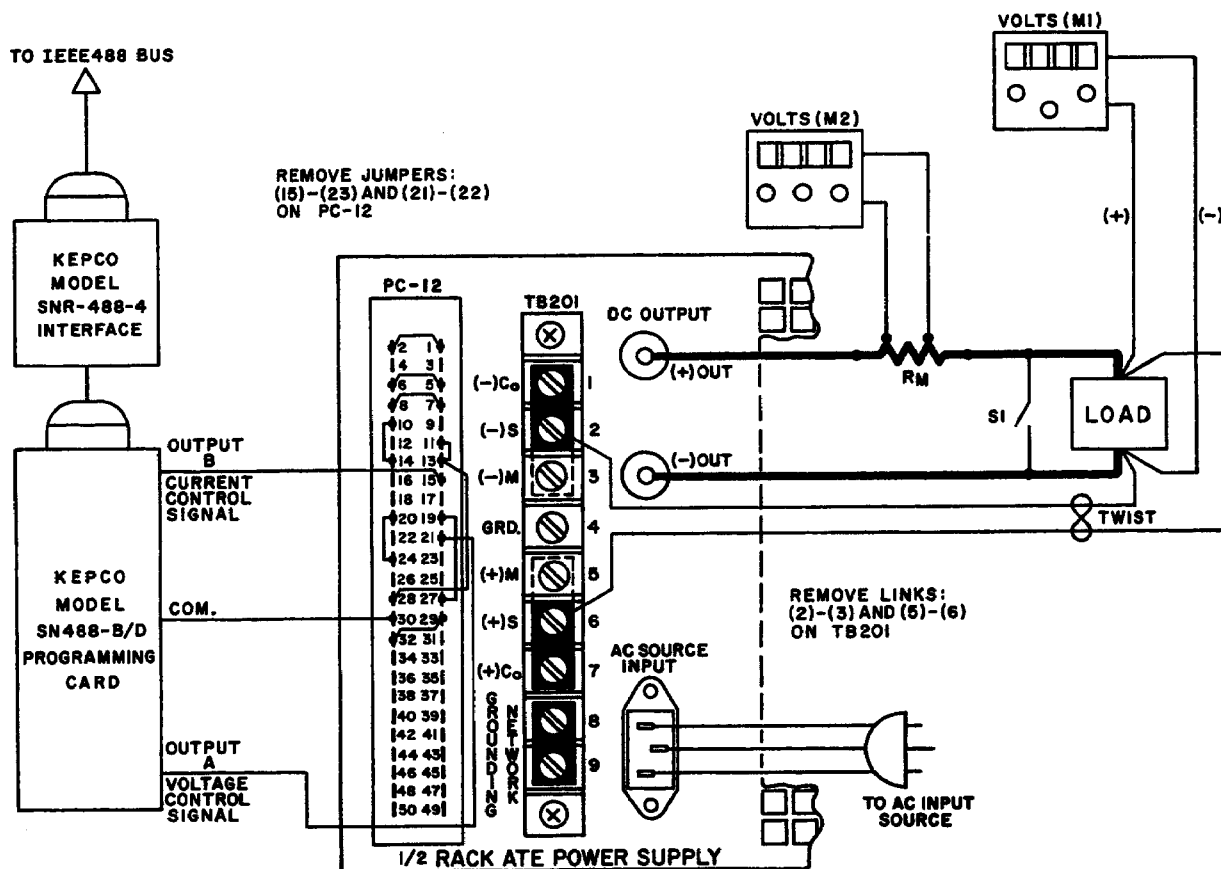 TO IEEE488 BUS
KEPCO
MODEL
SNR-488-4
INTERFACE
KEPCO
MODEL
SN488-B/D
PROGRAMMING
CARD
OUTPUT
B
CURRENT
CONTROL
SIGNAL
COM.
OUTPUT
A
VOLTAGE
CONTROL
SIGNAL
REMOVE JUMPERS:
(15)-(23) AND (21)-(22)
ON PC-12
PC-12
2 1
4 3
6 5
8 7
10 9
12 11
14 13
16 15
18 17
20 19
22 21
24 23
26 25
28 27
30 29
32 31
34 33
36 35
38 37
40 39
42 41
44 43
46 45
48 47
50 49
TB201
(-)Co 1
(-)S 2
(-)M 3
GRD. 4
(+)M 5
(+)S 6
(+)Co 7
8
9
GROUNDING
NETWORK
DC OUTPUT
(+)OUT
(-)OUT
VOLTS (M2)
VOLTS (M1)
(+)
(-)
RM
S1
LOAD
TWIST
REMOVE LINKS:
(2)-(3) AND (5)-(6)
ON TB201
AC SOURCE
INPUT
TO AC INPUT
SOURCE
1/2 RACK ATE POWER SUPPLY